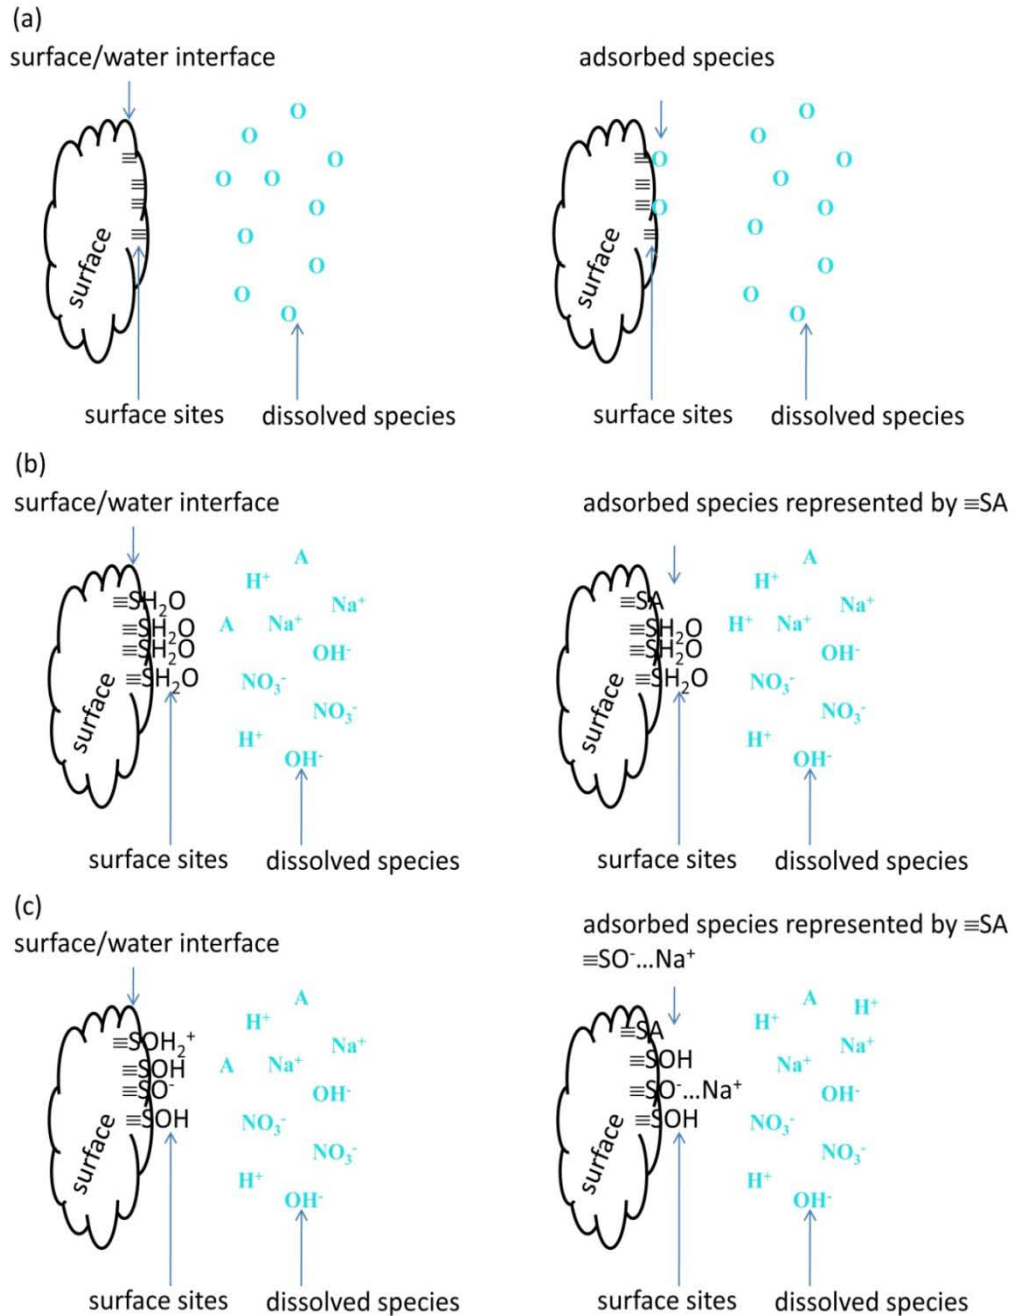 (a)
surface/water interface
adsorbed species
O
O
O
O
O
O
O
O
O
O
≡
≡
≡
≡
surface
surface sites
dissolved species
≡O
≡
≡O
≡
O
O
O
O
O
O
O
O
O
surface
surface sites
dissolved species
(b)
surface/water interface
adsorbed species represented by ≡SA
≡SH₂O
≡SH₂O
≡SH₂O
≡SH₂O
A
H⁺
Na⁺
A
Na⁺
OH⁻
NO₃⁻
NO₃⁻
H⁺
OH⁻
surface
surface sites
dissolved species
≡SA
≡SH₂O
≡SH₂O
≡SH₂O
A
H⁺
Na⁺
H⁺
Na⁺
OH⁻
NO₃⁻
NO₃⁻
H⁺
OH⁻
surface
surface sites
dissolved species
(c)
surface/water interface
adsorbed species represented by ≡SA
≡SO⁻...Na⁺
≡SOH₂⁺
≡SOH
≡SO⁻
≡SOH
A
H⁺
Na⁺
A
Na⁺
OH⁻
NO₃⁻
NO₃⁻
H⁺
OH⁻
surface
surface sites
dissolved species
≡SA
≡SOH
≡SO⁻...Na⁺
≡SOH
A
H⁺
H⁺
Na⁺
Na⁺
OH⁻
NO₃⁻
NO₃⁻
H⁺
OH⁻
surface
surface sites
dissolved species